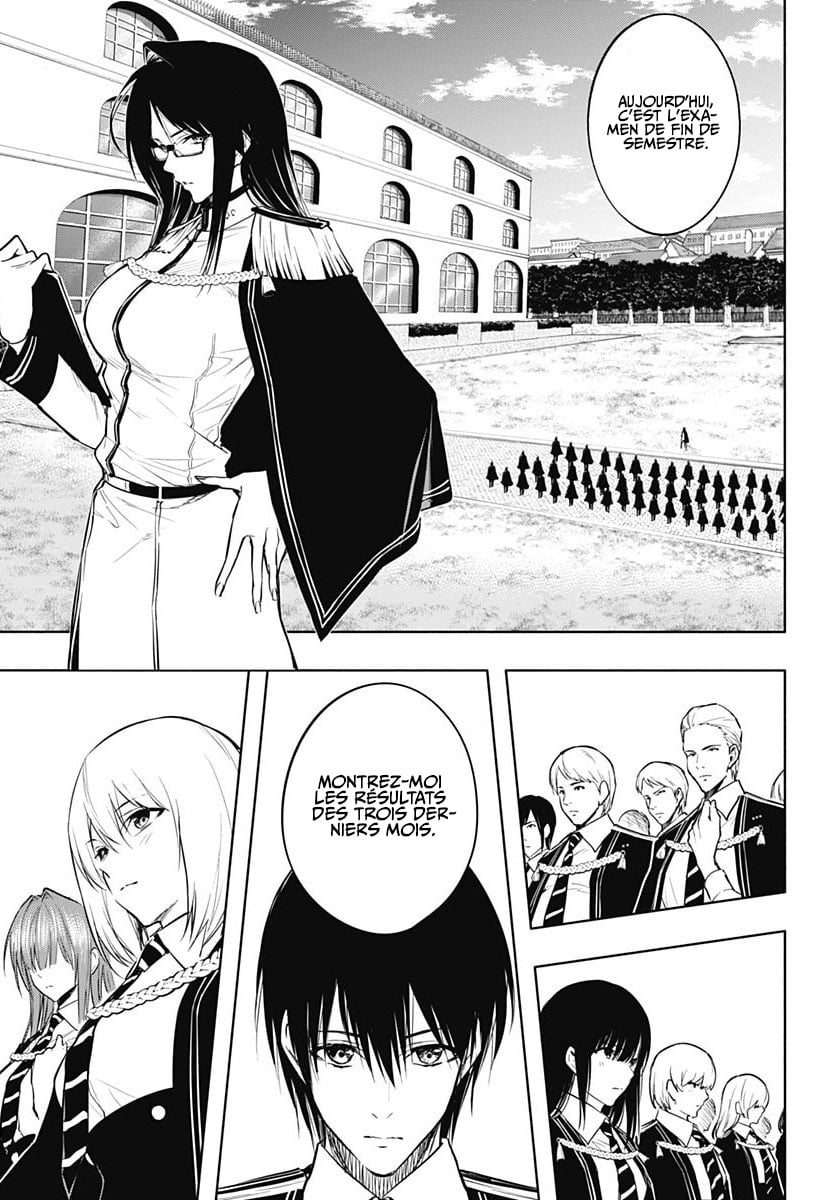 AUJOURD'HUI,
C'EST L'EXA-
MEN DE FIN DE
SEMESTRE.
MONTREZ-MOI
LES RÉSULTATS
DES TROIS DER-
NIERS MOIS.